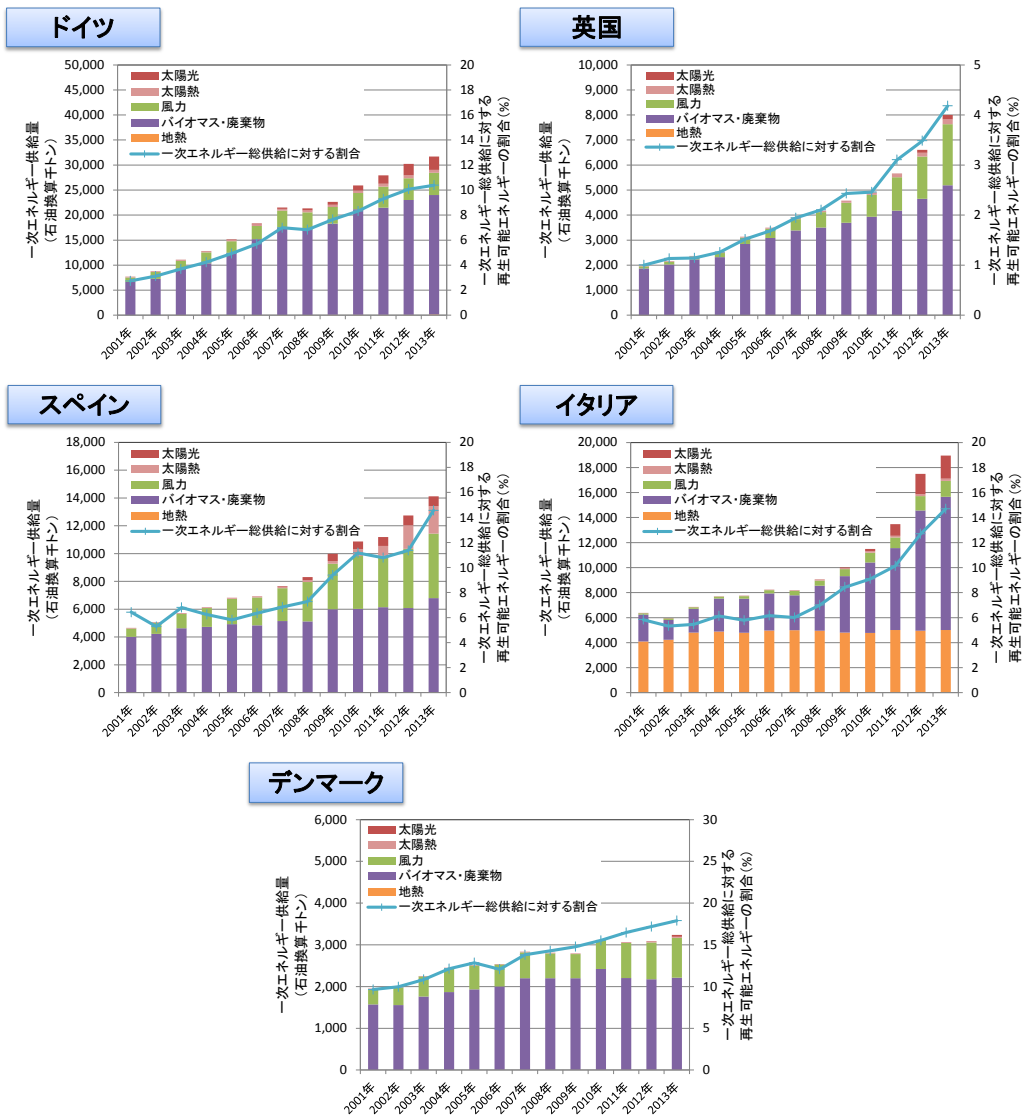 ドイツ
50,000
45,000
40,000
35,000
30,000
25,000
20,000
15,000
10,000
5,000
0
一次エネルギー供給量
（石油換算千トン）
太陽光
太陽熱
風力
バイオマス・廃棄物
地熱
一次エネルギー総供給に対する割合
20
18
16
14
12
10
8
6
4
2
0
一次エネルギー総供給に対する
再生可能エネルギーの割合（%）
2001年
2002年
2003年
2004年
2005年
2006年
2007年
2008年
2009年
2010年
2011年
2012年
2013年
英国
10,000
9,000
8,000
7,000
6,000
5,000
4,000
3,000
2,000
1,000
0
一次エネルギー供給量
（石油換算千トン）
太陽光
太陽熱
風力
バイオマス・廃棄物
地熱
一次エネルギー総供給に対する割合
5
4
3
2
1
0
一次エネルギー総供給に対する
再生可能エネルギーの割合（%）
2001年
2002年
2003年
2004年
2005年
2006年
2007年
2008年
2009年
2010年
2011年
2012年
2013年
スペイン
18,000
16,000
14,000
12,000
10,000
8,000
6,000
4,000
2,000
0
一次エネルギー供給量
（石油換算千トン）
太陽光
太陽熱
風力
バイオマス・廃棄物
地熱
一次エネルギー総供給に対する割合
20
18
16
14
12
10
8
6
4
2
0
一次エネルギー総供給に対する
再生可能エネルギーの割合（%）
2001年
2002年
2003年
2004年
2005年
2006年
2007年
2008年
2009年
2010年
2011年
2012年
2013年
イタリア
20,000
18,000
16,000
14,000
12,000
10,000
8,000
6,000
4,000
2,000
0
一次エネルギー供給量
（石油換算千トン）
太陽光
太陽熱
風力
バイオマス・廃棄物
地熱
一次エネルギー総供給に対する割合
20
18
16
14
12
10
8
6
4
2
0
一次エネルギー総供給に対する
再生可能エネルギーの割合（%）
2001年
2002年
2003年
2004年
2005年
2006年
2007年
2008年
2009年
2010年
2011年
2012年
2013年
デンマーク
6,000
5,000
4,000
3,000
2,000
1,000
0
一次エネルギー供給量
（石油換算千トン）
太陽光
太陽熱
風力
バイオマス・廃棄物
地熱
一次エネルギー総供給に対する割合
30
25
20
15
10
5
0
一次エネルギー総供給に対する
再生可能エネルギーの割合（%）
2001年
2002年
2003年
2004年
2005年
2006年
2007年
2008年
2009年
2010年
2011年
2012年
2013年